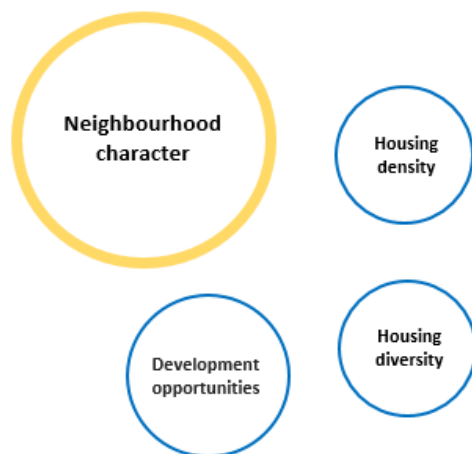 Neighbourhood
character
Housing
density
Development
opportunities
Housing
diversity